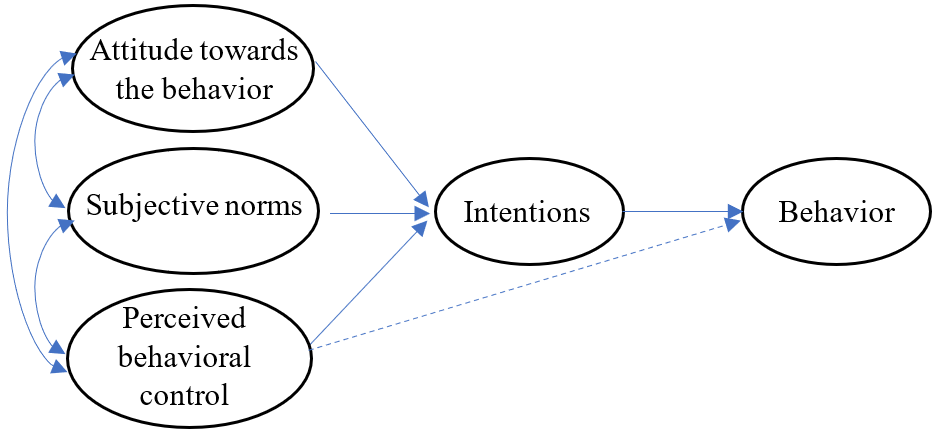 Attitude towards
the behavior
Subjective norms
Perceived
behavioral
control
Intentions
Behavior